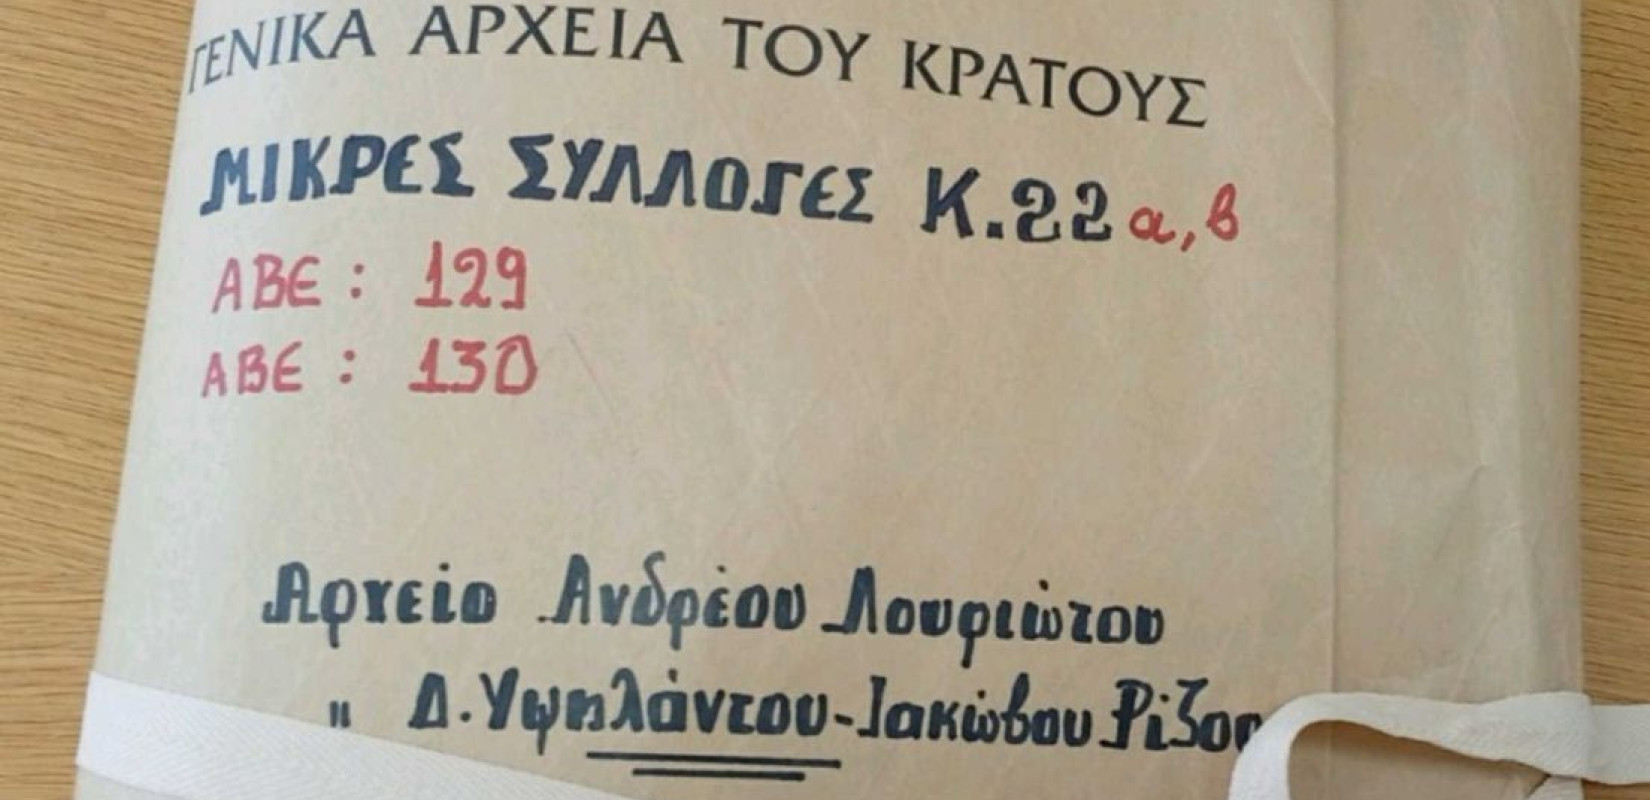 ΓΕΝΙΚΑ ΑΡΧΕΙΑ ΤΟΥ ΚΡΑΤΟΥΣ
ΜΙΚΡΕΣ ΣΥΛΛΟΓΕΣ Κ.22 α,β
ΑΒΕ : 129
ΑΒΕ : 130
Αρχείο Ανδρέου Λουριώτου
" Δ. Υψηλάντου-Ιακώβου Ρίζου